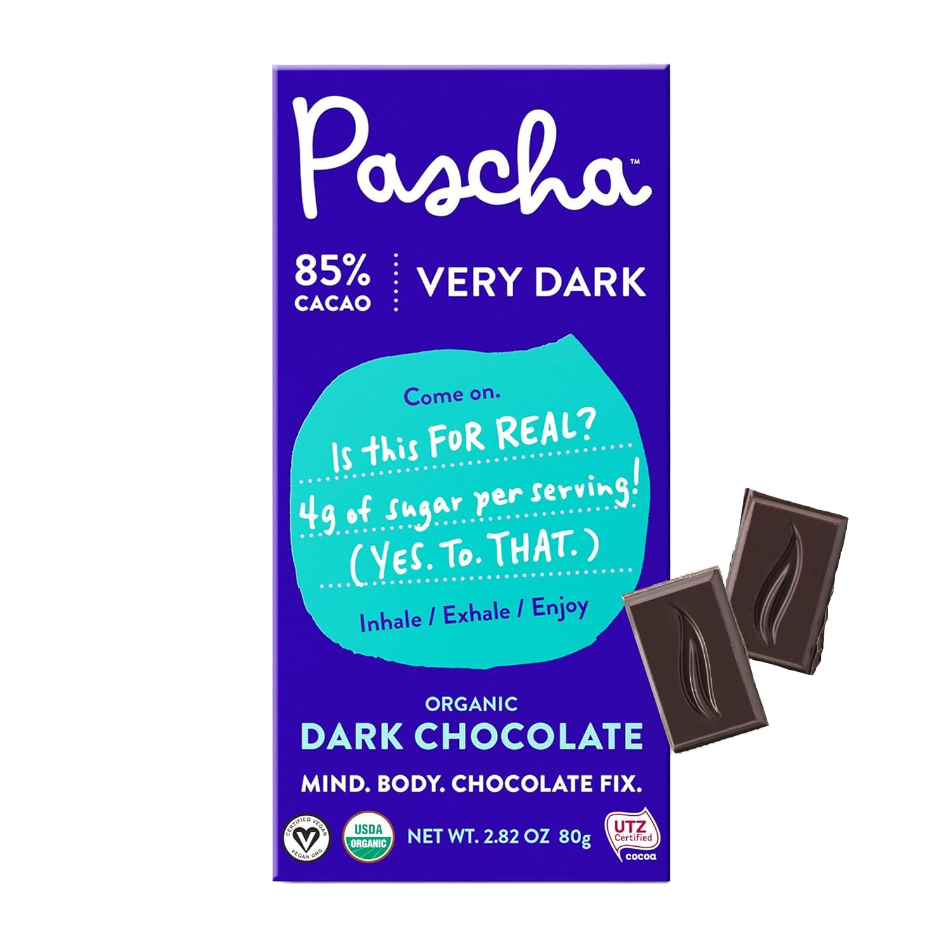 Pascha™
85%
CACAO
VERY DARK
Come on.
Is this FOR REAL?
4g of sugar per serving!
(YES. TO. THAT.)
Inhale / Exhale / Enjoy
ORGANIC
DARK CHOCOLATE
MIND. BODY. CHOCOLATE FIX.
CERTIFIED VEGAN
VEGAN.ORG
USDA
ORGANIC
NET WT. 2.82 OZ 80g
UTZ
Certified
cocoa